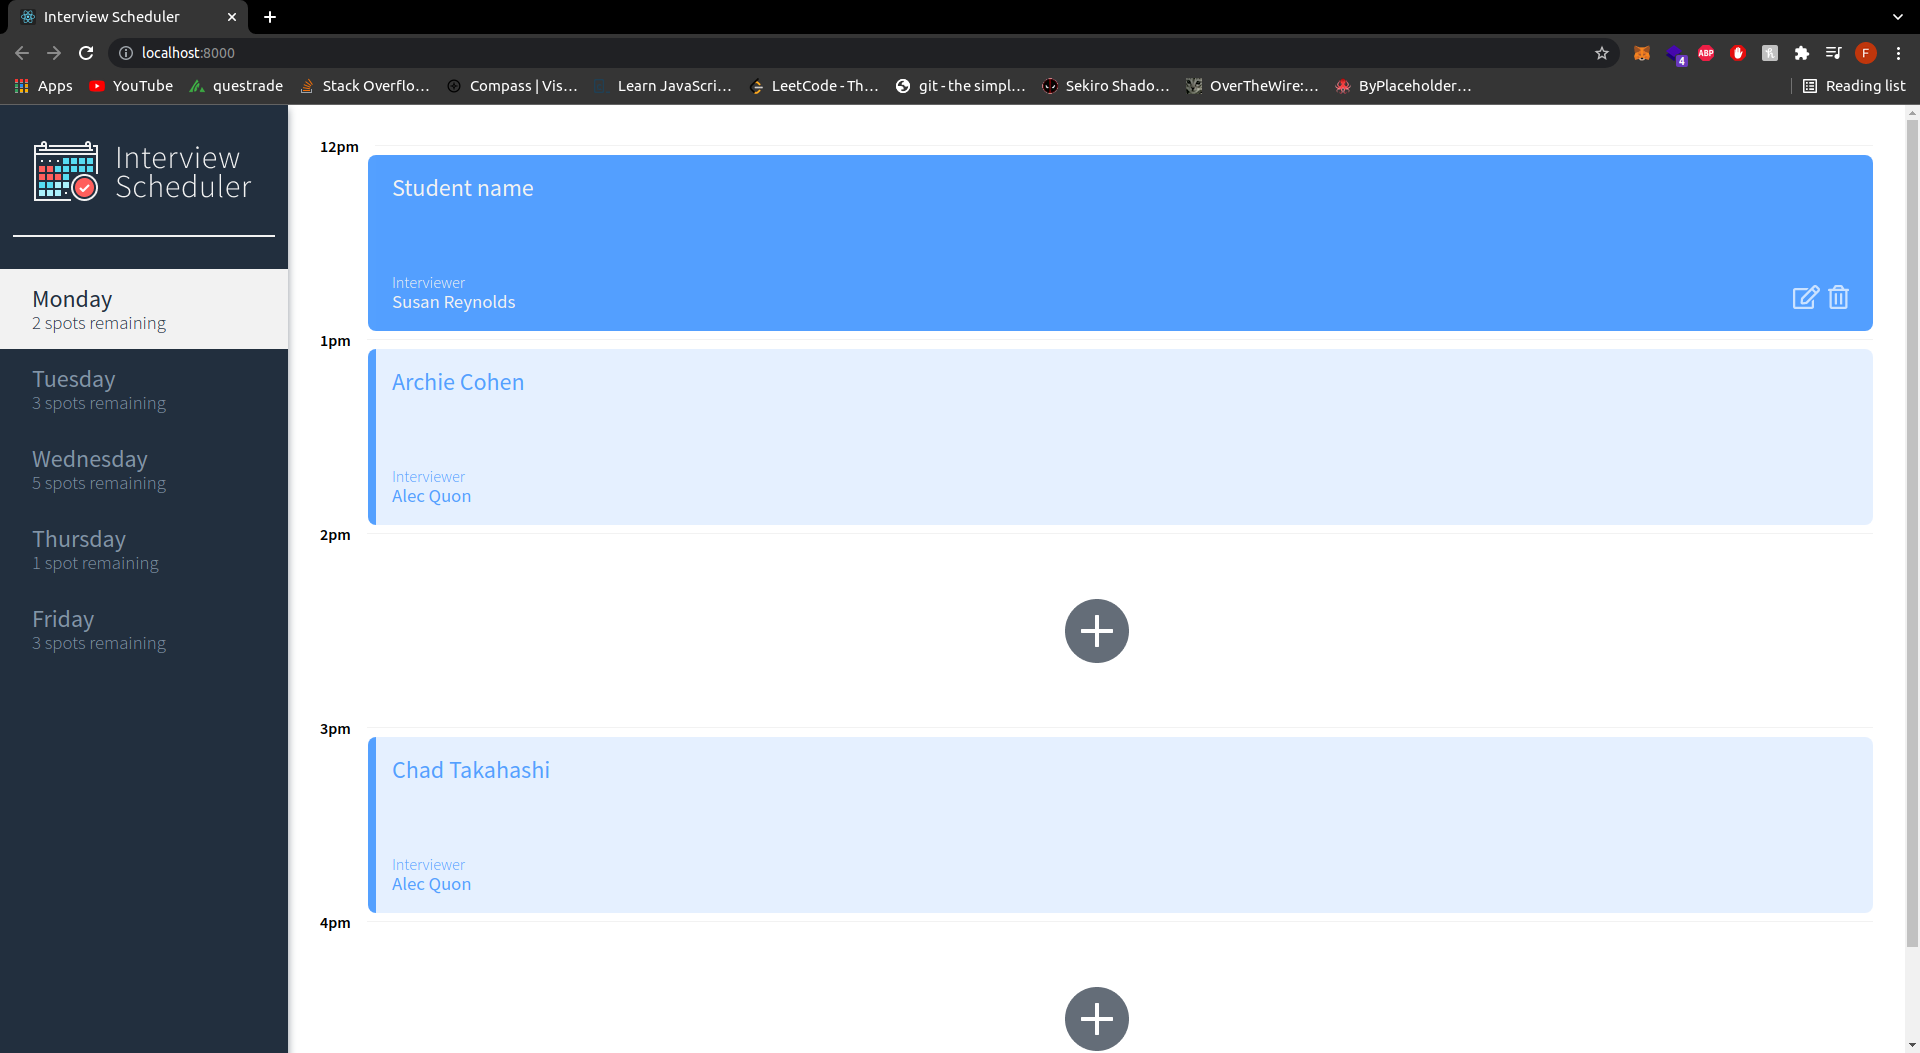 Interview Scheduler
localhost:8000
4
ABP
F
Apps
YouTube
questrade
Stack Overflo...
Compass | Vis...
Learn JavaScri...
LeetCode - Th...
git - the simpl...
Sekiro Shado...
OverTheWire:...
ByPlaceholder...
Reading list
Interview
Scheduler
Monday
2 spots remaining
Tuesday
3 spots remaining
Wednesday
5 spots remaining
Thursday
1 spot remaining
Friday
3 spots remaining
12pm
Student name
Interviewer
Susan Reynolds
1pm
Archie Cohen
Interviewer
Alec Quon
2pm
3pm
Chad Takahashi
Interviewer
Alec Quon
4pm